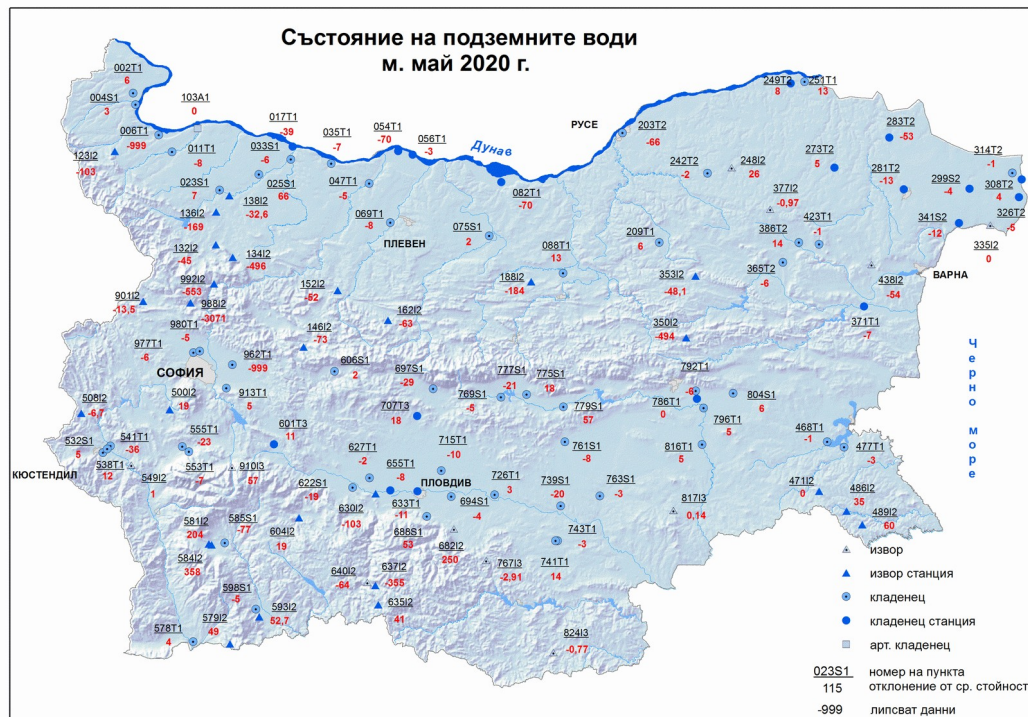 Състояние на подземните води
м. май 2020 г.
002T1
6
004S1
3
103A1
0
006T1
-999
017T1
-39
011T1
-8
033S1
-6
035T1
-7
054T1
-70
056T1
-3
Дунав
РУСЕ
203T2
-66
249T2
8
251T1
13
283T2
-53
123I2
-103
023S1
7
025S1
66
047T1
-5
082T1
-70
242T2
-2
248I2
26
273T2
5
281T2
-13
299S2
-4
314T2
-1
308T2
4
136I2
-169
138I2
-32,6
069T1
-8
ПЛЕВЕН
075S1
2
377I2
-0,97
386T2
14
423T1
-1
341S2
-12
326T2
-5
335I2
0
132I2
-45
134I2
-496
088T1
13
209T1
6
365T2
-6
ВАРНА
992I2
-553
152I2
-52
188I2
-184
353I2
-48,1
438I2
-54
901I2
-13,5
988I2
-3071
162I2
-63
350I2
-494
371T1
-7
980T1
-5
977T1
-6
146I2
-73
962T1
-999
СОФИЯ
606S1
2
697S1
-29
777S1
-21
775S1
18
792T1
-6
Черно море
508I2
-6,7
500I2
19
913T1
5
707T3
18
769S1
-5
779S1
57
786T1
0
804S1
6
796T1
5
532S1
5
541T1
-36
555T1
-23
601T3
11
627T1
-2
715T1
-10
761S1
-8
816T1
5
468T1
-1
477T1
-3
КЮСТЕНДИЛ
538T1
12
549I2
1
553T1
-7
910I3
57
622S1
-19
655T1
-8
ПЛОВДИВ
726T1
3
739S1
-20
763S1
-3
471I2
0
486I2
35
630I2
-103
633T1
-11
694S1
-4
817I3
0,14
489I2
60
581I2
204
585S1
-77
604I2
19
688S1
53
682I2
250
743T1
-3
584I2
358
640I2
-64
637I2
-355
767I3
-2,91
741T1
14
598S1
-5
593I2
52,7
635I2
41
578T1
4
579I2
49
824I3
-0,77
извор
извор станция
кладенец
кладенец станция
арт. кладенец
023S1 номер на пункта
115 отклонение от ср. стойност
-999 липсват данни